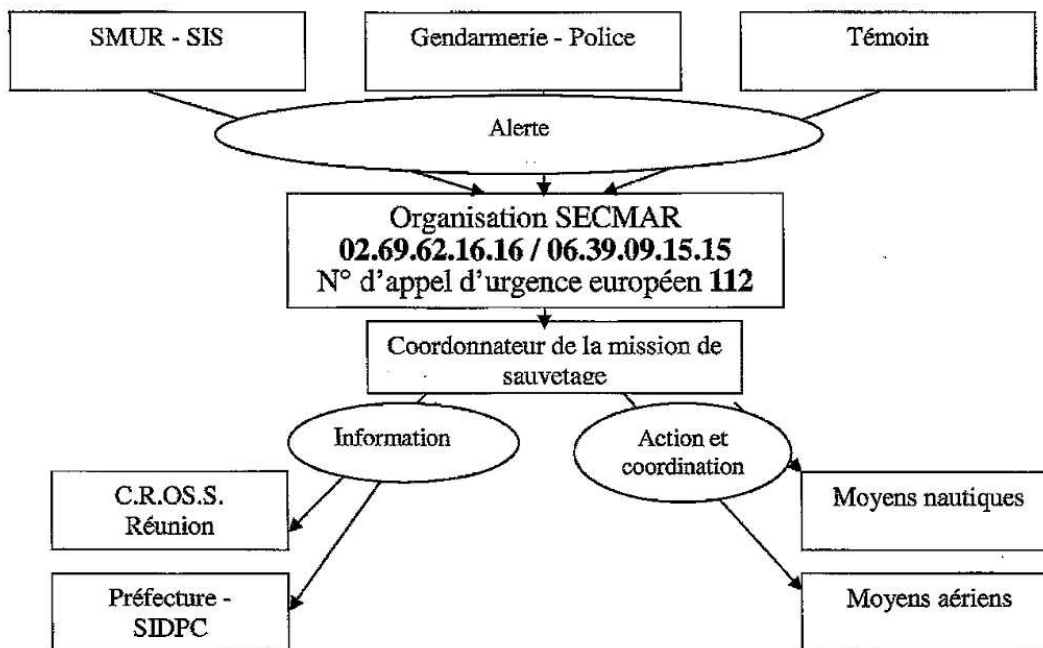 SMUR - SIS
Gendarmerie - Police
Témoin
Alerte
Organisation SECMAR
02.69.62.16.16 / 06.39.09.15.15
N° d'appel d'urgence européen 112
Coordonnateur de la mission de
sauvetage
Information
Action et
coordination
C.R.OS.S.
Réunion
Moyens nautiques
Préfecture -
SIDPC
Moyens aériens